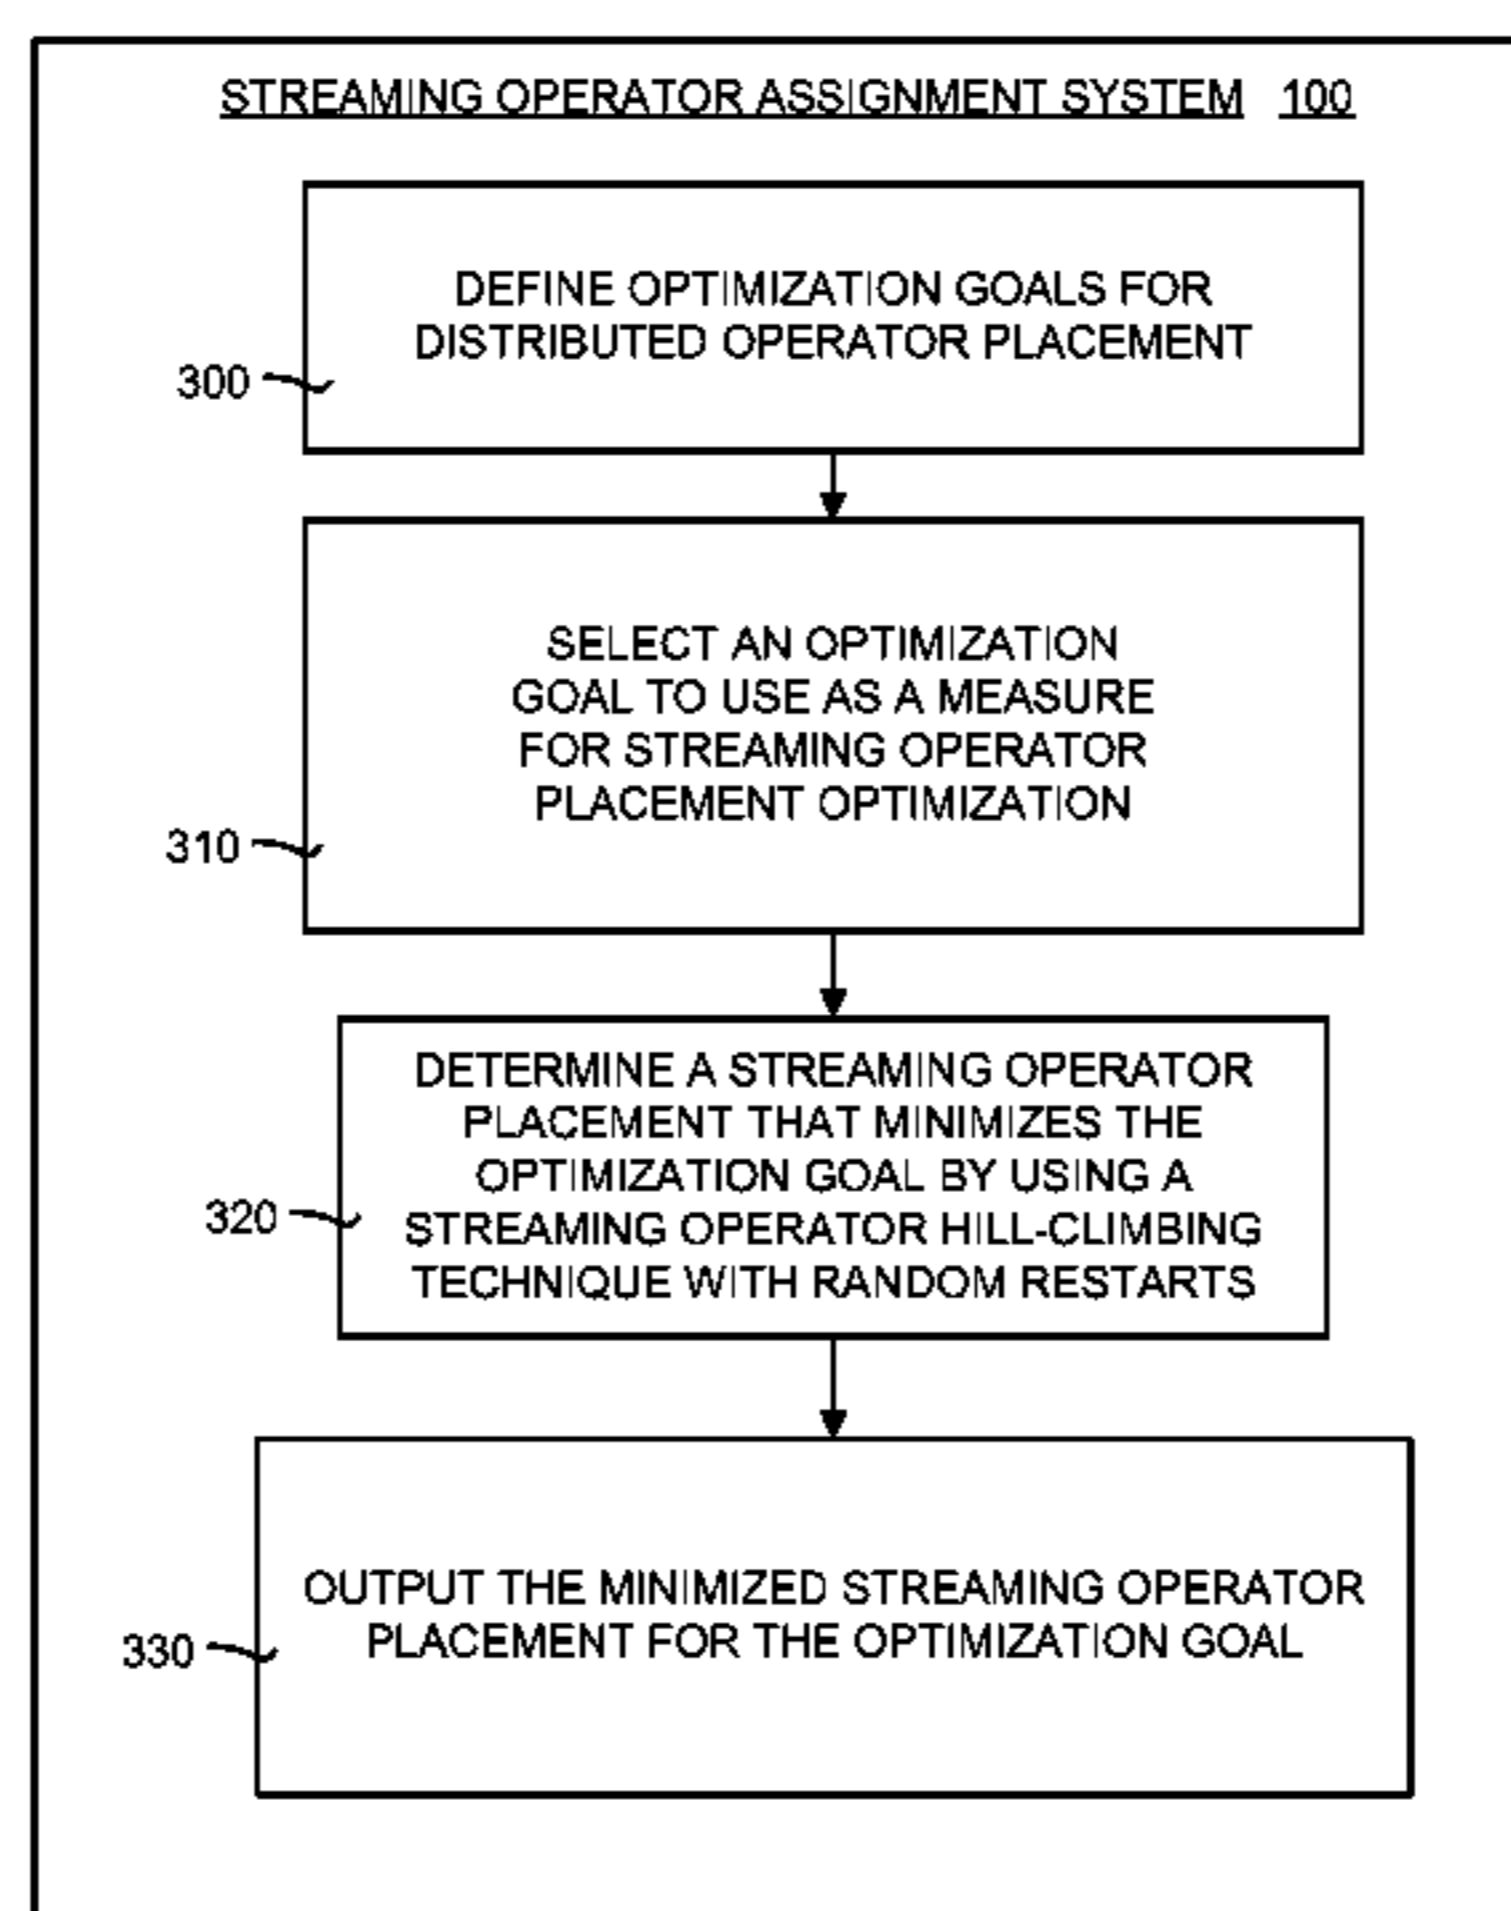 STREAMING OPERATOR ASSIGNMENT SYSTEM 100
DEFINE OPTIMIZATION GOALS FOR
DISTRIBUTED OPERATOR PLACEMENT
300
SELECT AN OPTIMIZATION
GOAL TO USE AS A MEASURE
FOR STREAMING OPERATOR
PLACEMENT OPTIMIZATION
310
DETERMINE A STREAMING OPERATOR
PLACEMENT THAT MINIMIZES THE
OPTIMIZATION GOAL BY USING A
STREAMING OPERATOR HILL-CLIMBING
TECHNIQUE WITH RANDOM RESTARTS
320
OUTPUT THE MINIMIZED STREAMING OPERATOR
PLACEMENT FOR THE OPTIMIZATION GOAL
330